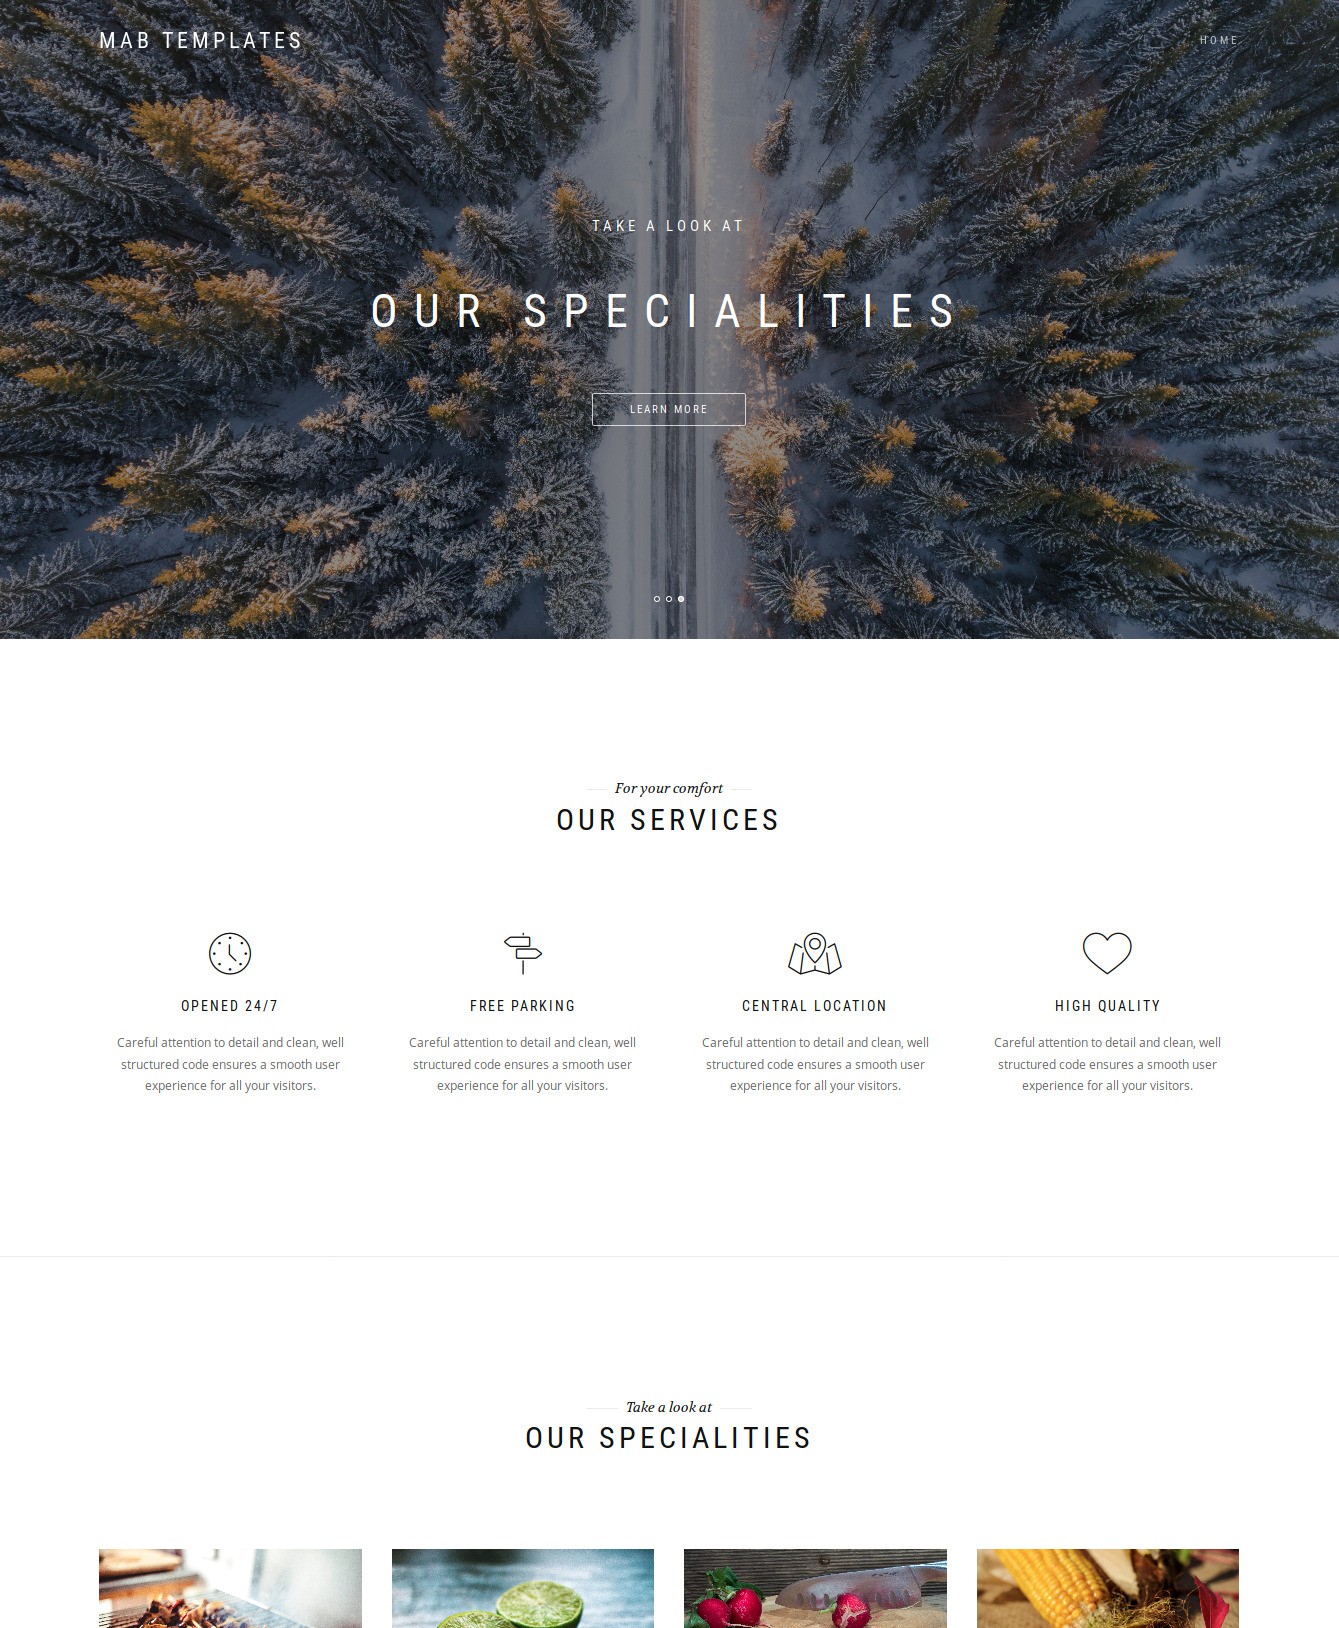 MAB TEMPLATES
HOME
TAKE A LOOK AT
OUR SPECIALITIES
LEARN MORE
For your comfort
OUR SERVICES
OPENED 24/7
Careful attention to detail and clean, well
structured code ensures a smooth user
experience for all your visitors.
FREE PARKING
Careful attention to detail and clean, well
structured code ensures a smooth user
experience for all your visitors.
CENTRAL LOCATION
Careful attention to detail and clean, well
structured code ensures a smooth user
experience for all your visitors.
HIGH QUALITY
Careful attention to detail and clean, well
structured code ensures a smooth user
experience for all your visitors.
Take a look at
OUR SPECIALITIES